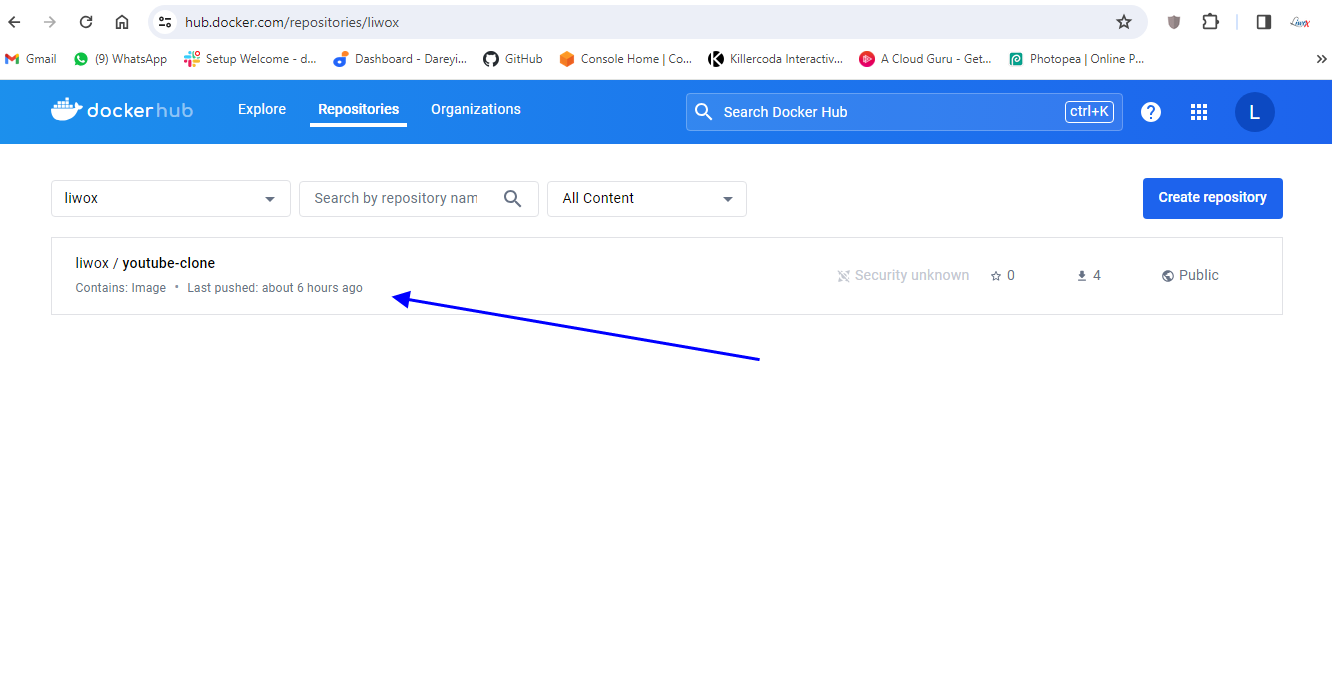 hub.docker.com/repositories/liwox
Gmail (9) WhatsApp Setup Welcome - d... Dashboard - Dareyi... GitHub Console Home | Co... Killercoda Interactiv... A Cloud Guru - Get... Photopea | Online P...
dockerhub Explore Repositories Organizations Search Docker Hub ctrl+K ? L
liwox Search by repository nam All Content Create repository
liwox / youtube-clone
Contains: Image • Last pushed: about 6 hours ago Security unknown 0 4 Public